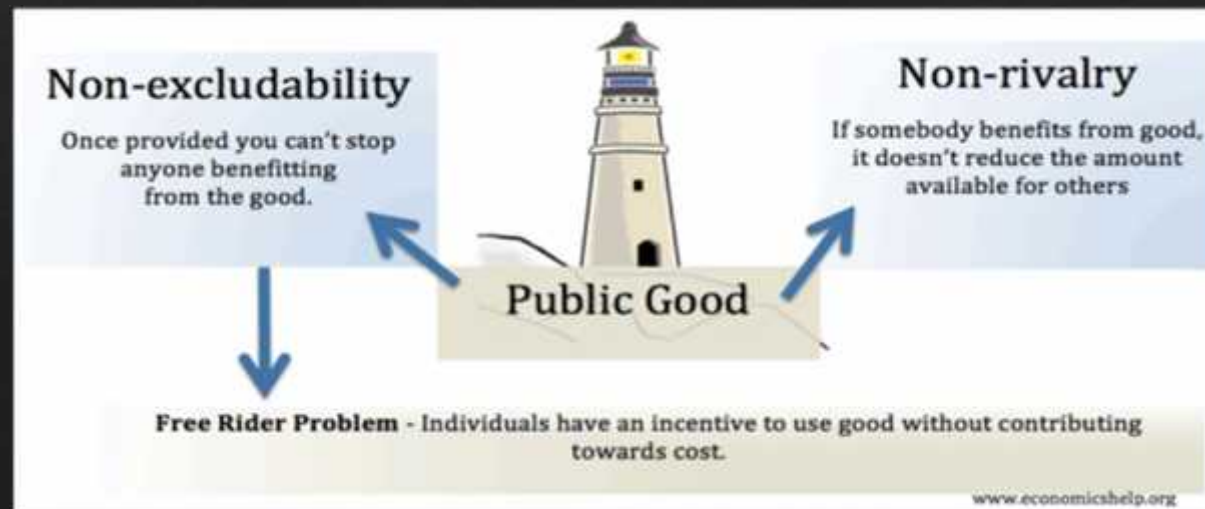 Non-excludability
Once provided you can't stop
anyone benefitting
from the good.
Non-rivalry
If somebody benefits from good,
it doesn't reduce the amount
available for others
Public Good
Free Rider Problem - Individuals have an incentive to use good without contributing
towards cost.
www.economicshelp.org